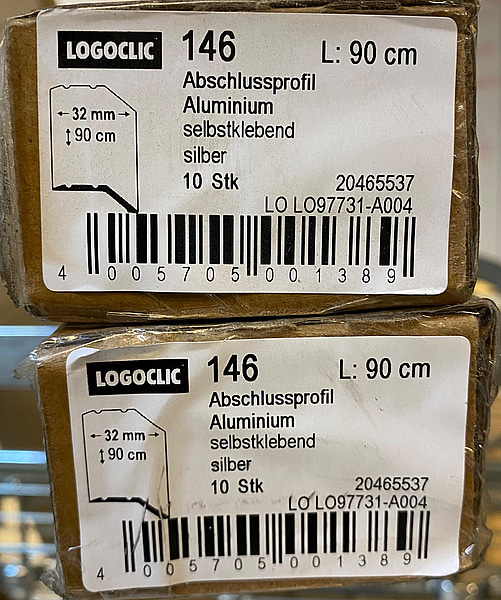 LOGOCLIC 146 L: 90 cm
Abschlussprofil
Aluminium
selbstklebend
silber
10 Stk 20465537
LO LO97731-A004
32 mm
90 cm
4 005705 001389
LOGOCLIC 146 L: 90 cm
Abschlussprofil
Aluminium
selbstklebend
silber
10 Stk 20465537
LO LO97731-A004
32 mm
90 cm
4 005705 001389